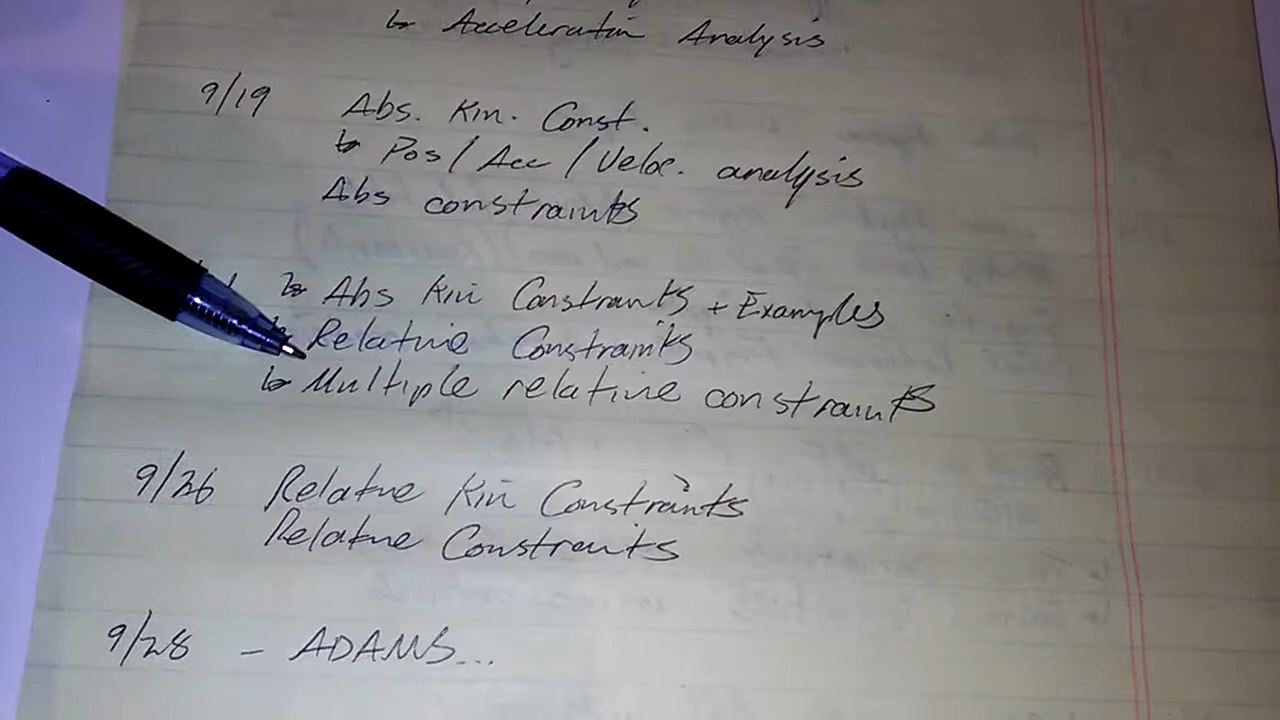 ↳ Acceleration Analysis
9/19 Abs. Kin. Const.
↳ Pos/Acc/Veloc. analysis
Abs constraints
↳ Abs Kin Constraints + Examples
Relative Constraints
↳ Multiple relative constraints
9/26 Relative Kin Constraints
Relative Constraints
9/28 - ADAMS...